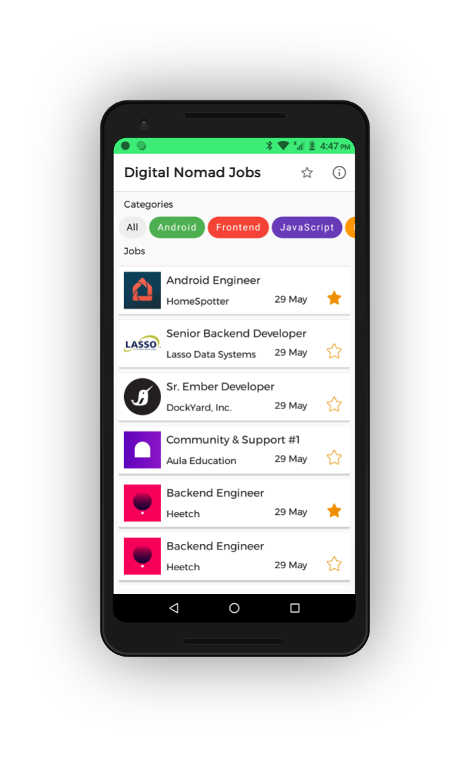 4:47 PM
Digital Nomad Jobs
Categories
All Android Frontend JavaScript
Jobs
Android Engineer
HomeSpotter 29 May
LASSO
Senior Backend Developer
Lasso Data Systems 29 May
Sr. Ember Developer
DockYard, Inc. 29 May
Community & Support #1
Aula Education 29 May
Backend Engineer
Heetch 29 May
Backend Engineer
Heetch 29 May